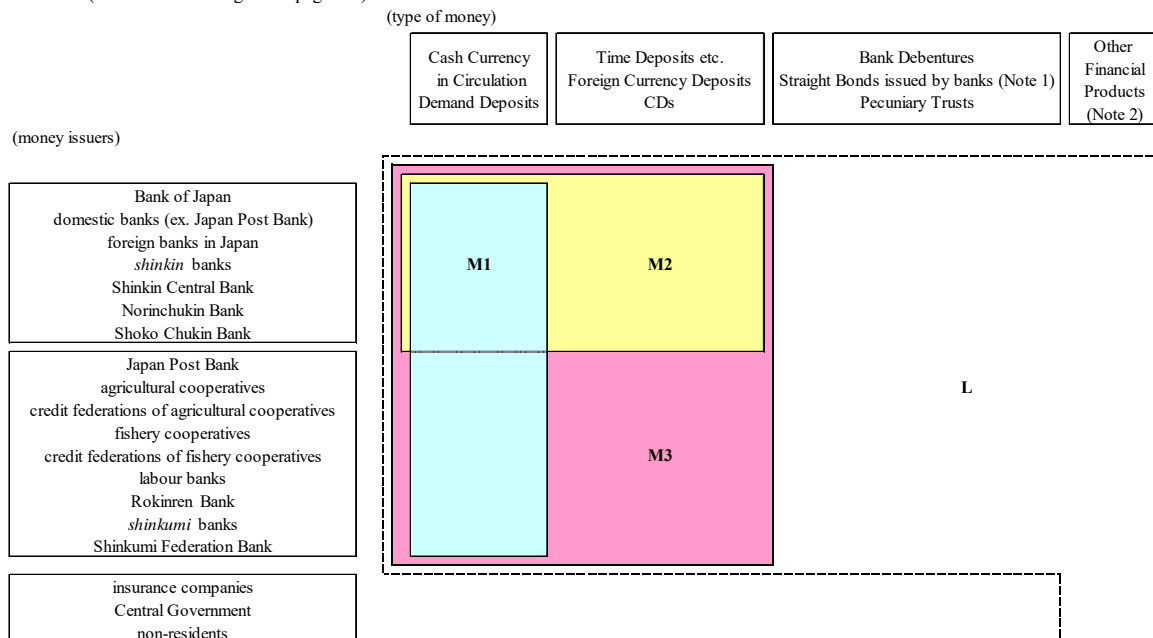 (type of money)
Cash Currency
in Circulation
Demand Deposits
Time Deposits etc.
Foreign Currency Deposits
CDs
Bank Debentures
Straight Bonds issued by banks (Note 1)
Pecuniary Trusts
Other
Financial
Products
(Note 2)
(money issuers)
Bank of Japan
domestic banks (ex. Japan Post Bank)
foreign banks in Japan
shinkin banks
Shinkin Central Bank
Norinchukin Bank
Shoko Chukin Bank
M1
M2
Japan Post Bank
agricultural cooperatives
credit federations of agricultural cooperatives
fishery cooperatives
credit federations of fishery cooperatives
labour banks
Rokinren Bank
shinkumi banks
Shinkumi Federation Bank
M3
L
insurance companies
Central Government
non-residents